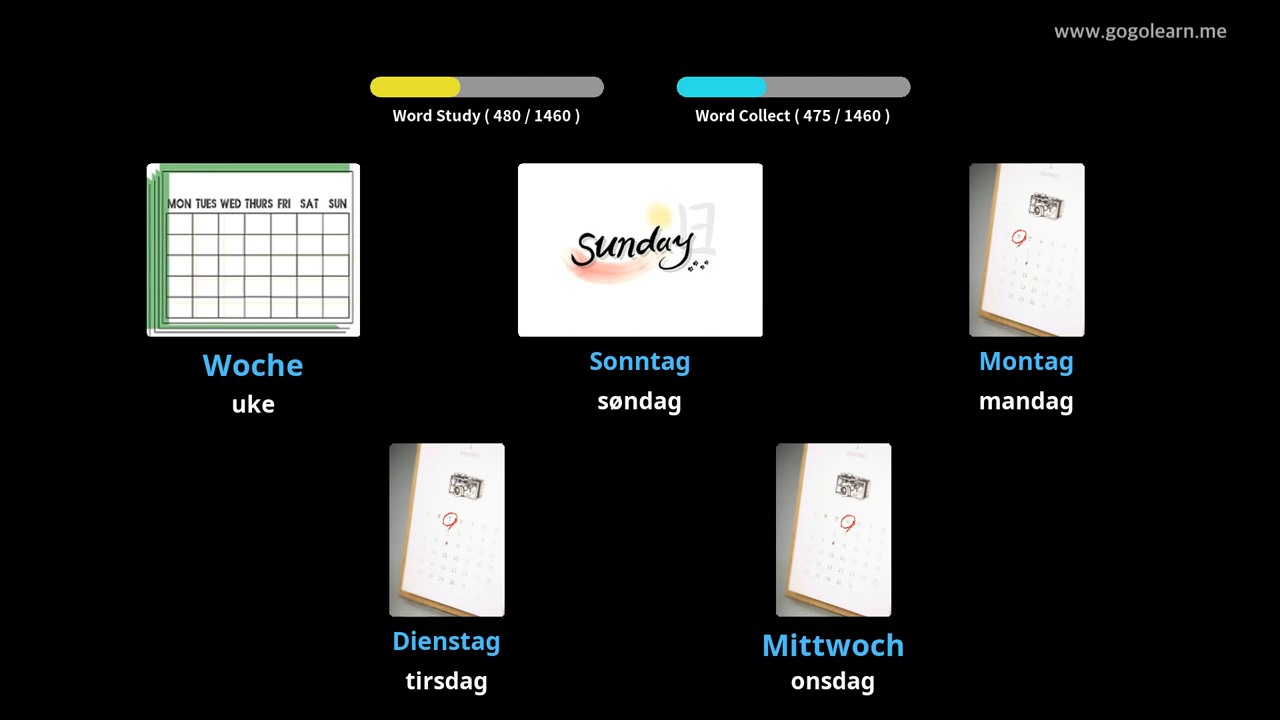 www.gogolearn.me
Word Study ( 480 / 1460 )
Word Collect ( 475 / 1460 )
MON TUES WED THURS FRI SAT SUN
Sunday
日
Woche
Sonntag
Montag
uke
søndag
mandag
Dienstag
Mittwoch
tirsdag
onsdag